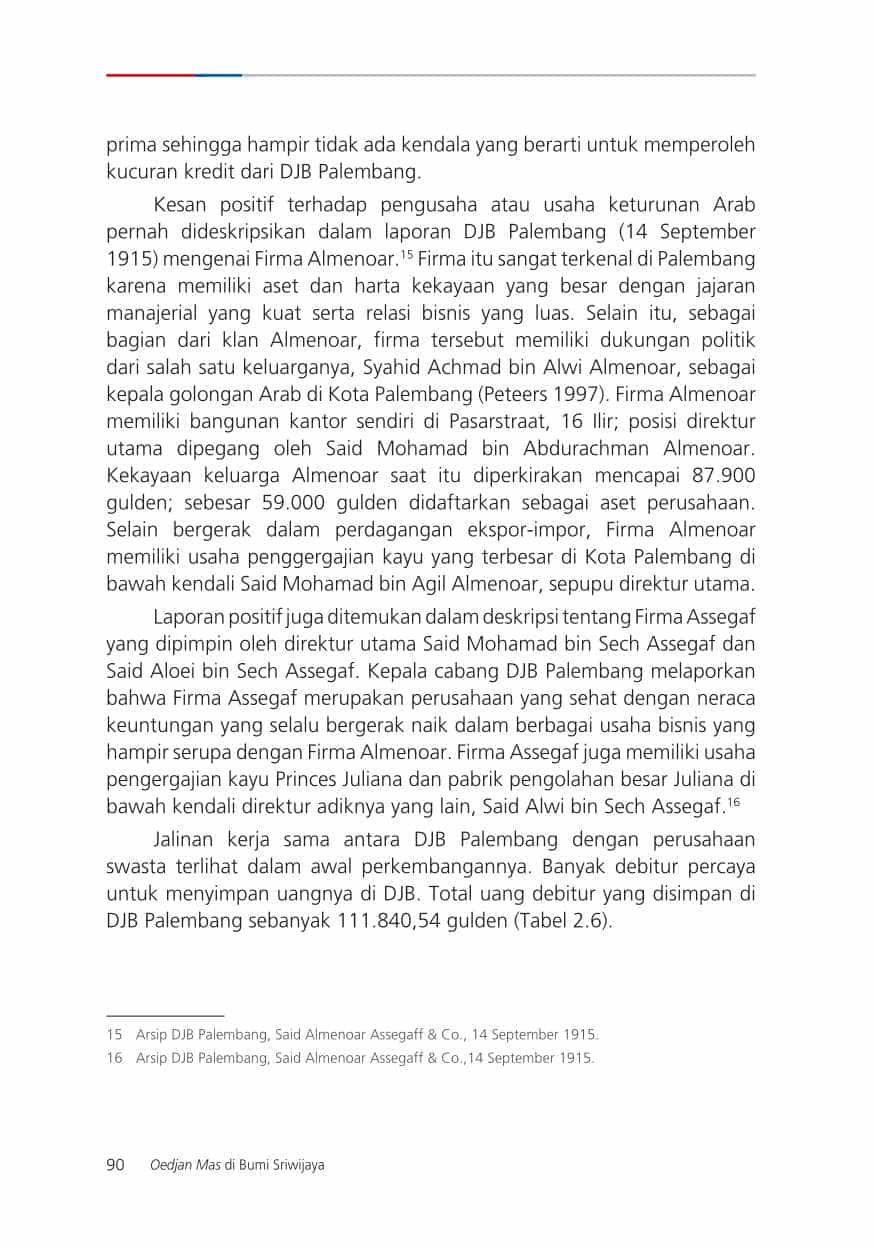 prima sehingga hampir tidak ada kendala yang berarti untuk memperoleh
kucuran kredit dari DJB Palembang.
Kesan positif terhadap pengusaha atau usaha keturunan Arab
pernah dideskripsikan dalam laporan DJB Palembang (14 September
1915) mengenai Firma Almenoar.¹⁵ Firma itu sangat terkenal di Palembang
karena memiliki aset dan harta kekayaan yang besar dengan jajaran
manajerial yang kuat serta relasi bisnis yang luas. Selain itu, sebagai
bagian dari klan Almenoar, firma tersebut memiliki dukungan politik
dari salah satu keluarganya, Syahid Achmad bin Alwi Almenoar, sebagai
kepala golongan Arab di Kota Palembang (Peteers 1997). Firma Almenoar
memiliki bangunan kantor sendiri di Pasarstraat, 16 Ilir; posisi direktur
utama dipegang oleh Said Mohamad bin Abdurachman Almenoar.
Kekayaan keluarga Almenoar saat itu diperkirakan mencapai 87.900
gulden; sebesar 59.000 gulden didaftarkan sebagai aset perusahaan.
Selain bergerak dalam perdagangan ekspor-impor, Firma Almenoar
memiliki usaha penggergajian kayu yang terbesar di Kota Palembang di
bawah kendali Said Mohamad bin Agil Almenoar, sepupu direktur utama.
Laporan positif juga ditemukan dalam deskripsi tentang Firma Assegaf
yang dipimpin oleh direktur utama Said Mohamad bin Sech Assegaf dan
Said Aloei bin Sech Assegaf. Kepala cabang DJB Palembang melaporkan
bahwa Firma Assegaf merupakan perusahaan yang sehat dengan neraca
keuntungan yang selalu bergerak naik dalam berbagai usaha bisnis yang
hampir serupa dengan Firma Almenoar. Firma Assegaf juga memiliki usaha
pengergajian kayu Princes Juliana dan pabrik pengolahan besar Juliana di
bawah kendali direktur adiknya yang lain, Said Alwi bin Sech Assegaf.¹⁶
Jalinan kerja sama antara DJB Palembang dengan perusahaan
swasta terlihat dalam awal perkembangannya. Banyak debitur percaya
untuk menyimpan uangnya di DJB. Total uang debitur yang disimpan di
DJB Palembang sebanyak 111.840,54 gulden (Tabel 2.6).
15 Arsip DJB Palembang, Said Almenoar Assegaff & Co., 14 September 1915.
16 Arsip DJB Palembang, Said Almenoar Assegaff & Co.,14 September 1915.
90 Oedjan Mas di Bumi Sriwijaya